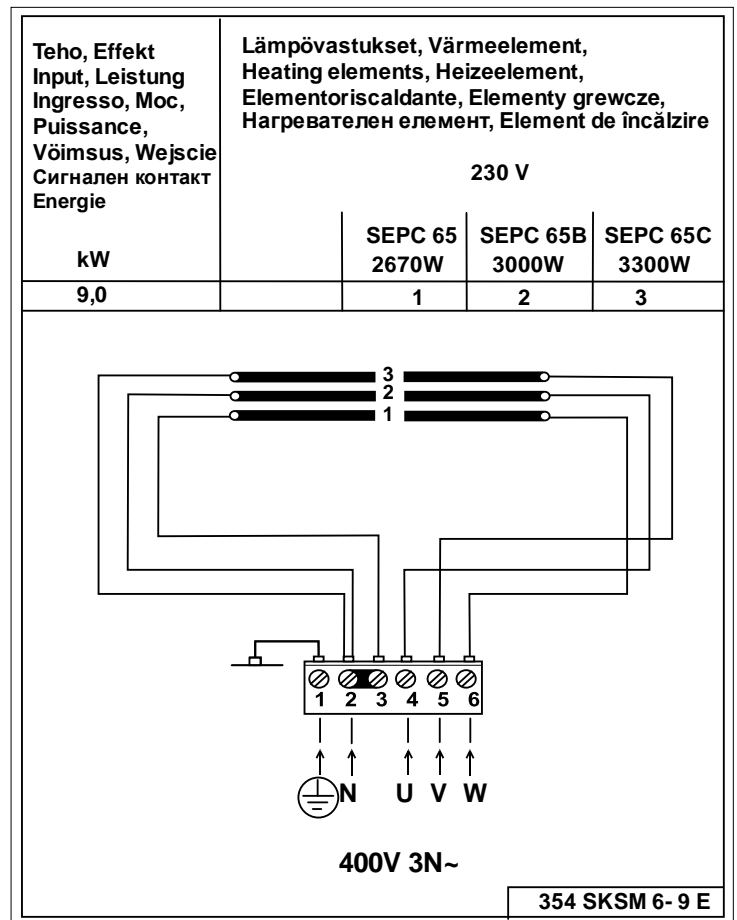 Teho, Effekt
Input, Leistung
Ingresso, Moc,
Puissance,
Vöimsus, Wejscie
Сигнален контакт
Energie
kW
Lämpövastukset, Värmeelement,
Heating elements, Heizeelement,
Elementoriscaldante, Elementy grewcze,
Нагревателен елемент, Element de încălzire
230 V
SEPC 65 SEPC 65B SEPC 65C
2670W 3000W 3300W
9,0 1 2 3
3
2
1
1 2 3 4 5 6
N U V W
400V 3N~
354 SKSM 6- 9 E